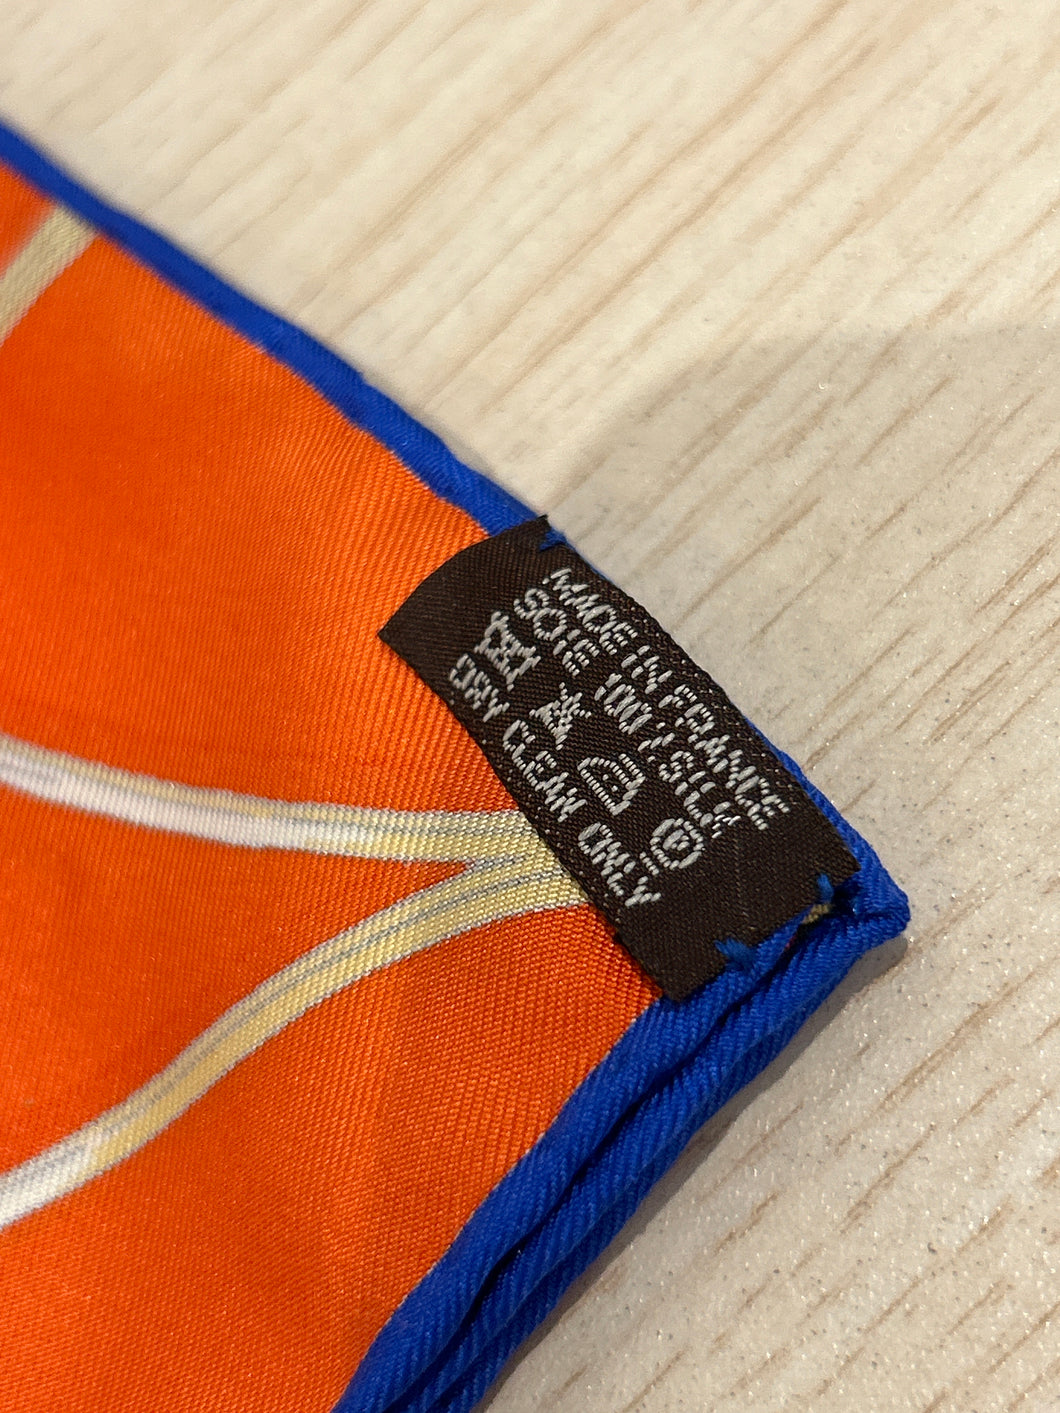 MADE IN FRANCE
SOIE 100% SILK
P
DRY CLEAN ONLY